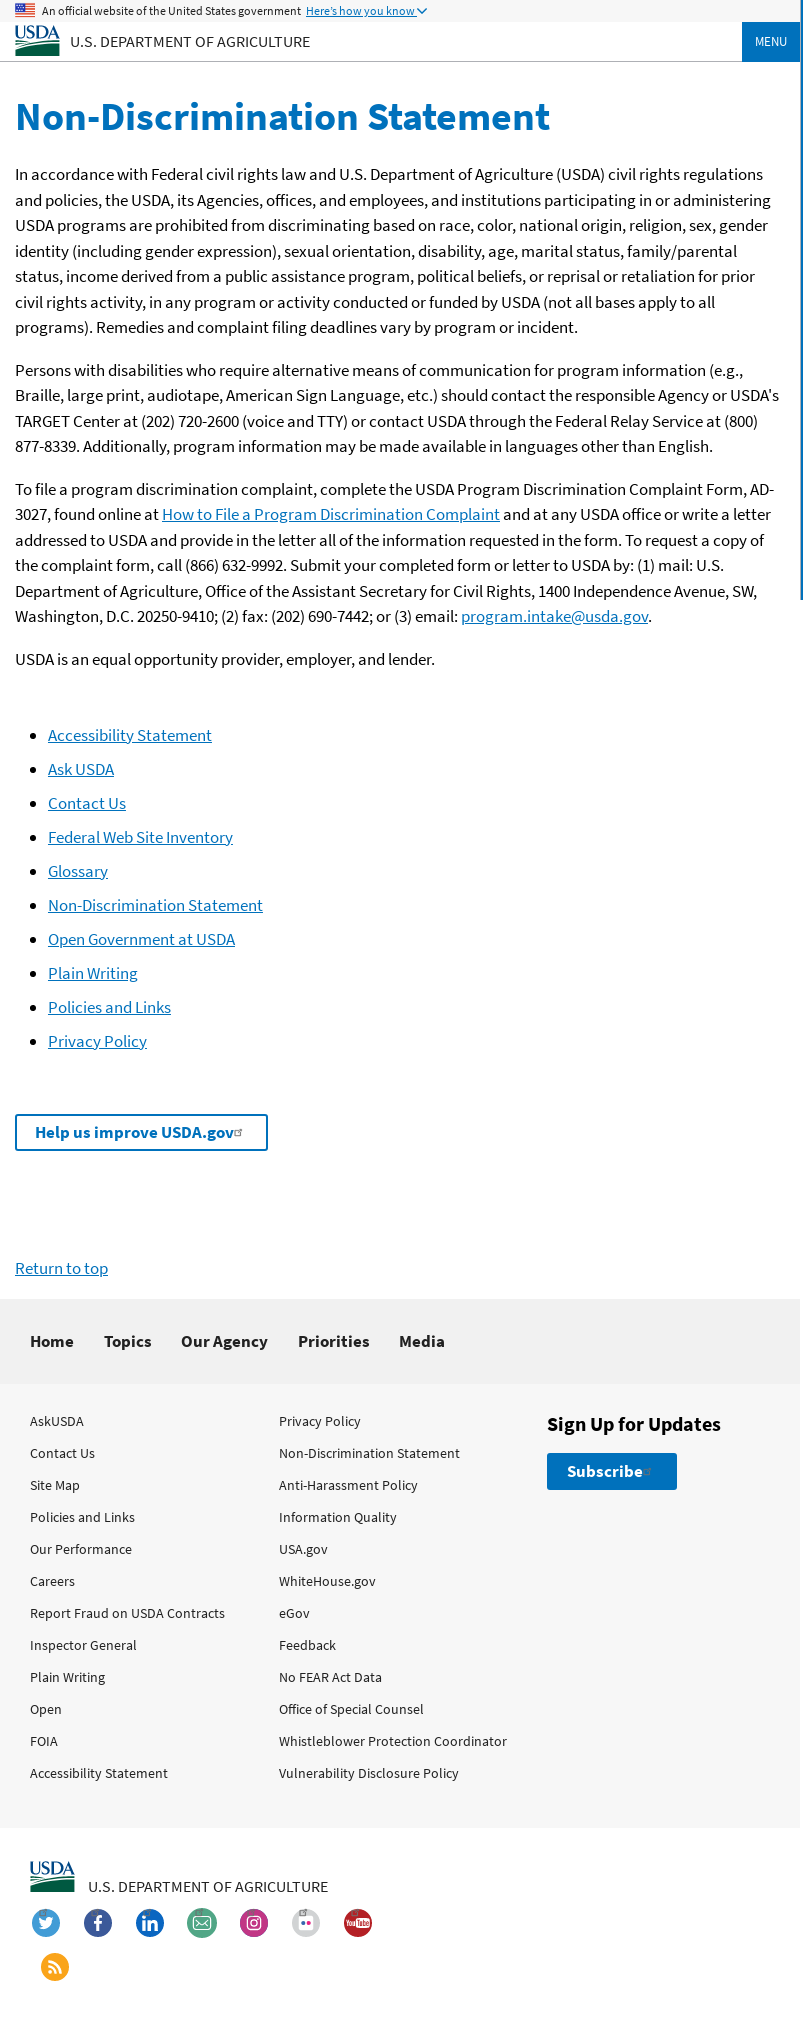 An official website of the United States government Here's how you know
USDA
U.S. DEPARTMENT OF AGRICULTURE
MENU
Non-Discrimination Statement
In accordance with Federal civil rights law and U.S. Department of Agriculture (USDA) civil rights regulations
and policies, the USDA, its Agencies, offices, and employees, and institutions participating in or administering
USDA programs are prohibited from discriminating based on race, color, national origin, religion, sex, gender
identity (including gender expression), sexual orientation, disability, age, marital status, family/parental
status, income derived from a public assistance program, political beliefs, or reprisal or retaliation for prior
civil rights activity, in any program or activity conducted or funded by USDA (not all bases apply to all
programs). Remedies and complaint filing deadlines vary by program or incident.
Persons with disabilities who require alternative means of communication for program information (e.g.,
Braille, large print, audiotape, American Sign Language, etc.) should contact the responsible Agency or USDA's
TARGET Center at (202) 720-2600 (voice and TTY) or contact USDA through the Federal Relay Service at (800)
877-8339. Additionally, program information may be made available in languages other than English.
To file a program discrimination complaint, complete the USDA Program Discrimination Complaint Form, AD-
3027, found online at How to File a Program Discrimination Complaint and at any USDA office or write a letter
addressed to USDA and provide in the letter all of the information requested in the form. To request a copy of
the complaint form, call (866) 632-9992. Submit your completed form or letter to USDA by: (1) mail: U.S.
Department of Agriculture, Office of the Assistant Secretary for Civil Rights, 1400 Independence Avenue, SW,
Washington, D.C. 20250-9410; (2) fax: (202) 690-7442; or (3) email: program.intake@usda.gov.
USDA is an equal opportunity provider, employer, and lender.
Accessibility Statement
Ask USDA
Contact Us
Federal Web Site Inventory
Glossary
Non-Discrimination Statement
Open Government at USDA
Plain Writing
Policies and Links
Privacy Policy
Help us improve USDA.gov
Return to top
Home Topics Our Agency Priorities Media
AskUSDA
Contact Us
Site Map
Policies and Links
Our Performance
Careers
Report Fraud on USDA Contracts
Inspector General
Plain Writing
Open
FOIA
Accessibility Statement
Privacy Policy
Non-Discrimination Statement
Anti-Harassment Policy
Information Quality
USA.gov
WhiteHouse.gov
eGov
Feedback
No FEAR Act Data
Office of Special Counsel
Whistleblower Protection Coordinator
Vulnerability Disclosure Policy
Sign Up for Updates
Subscribe
USDA
U.S. DEPARTMENT OF AGRICULTURE
f
in
YouTube